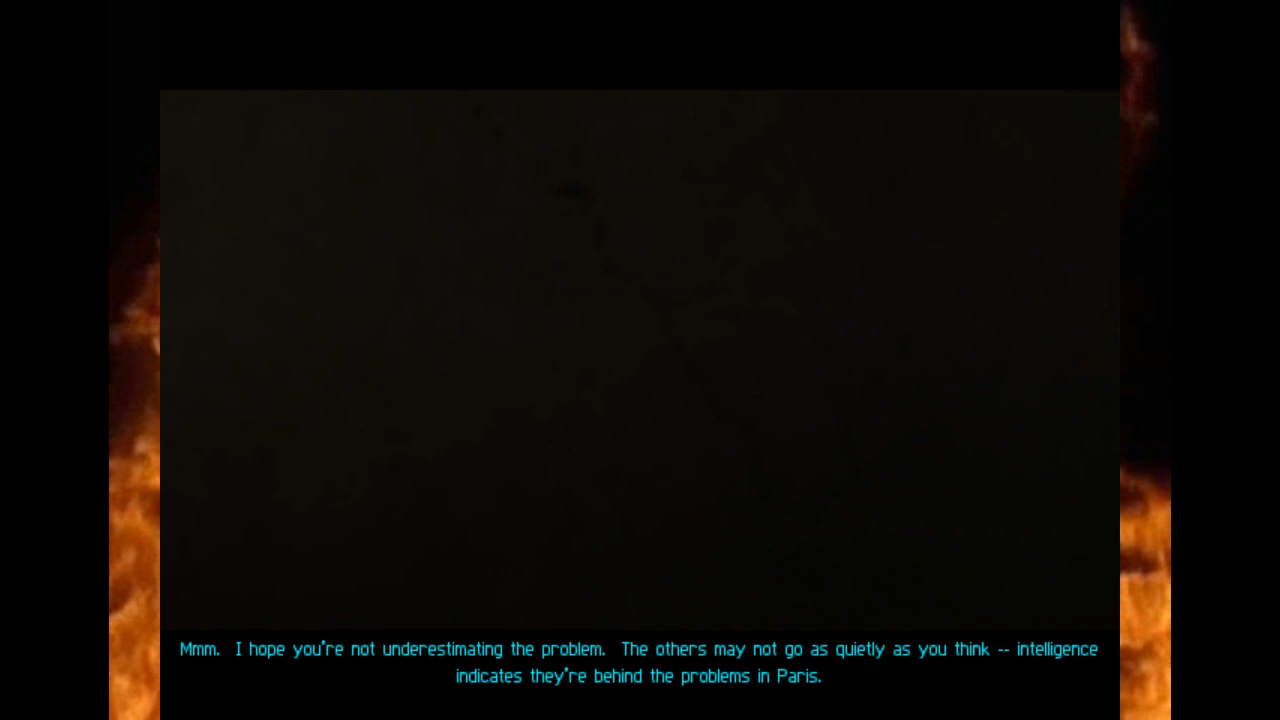 Mmm.  I hope you're not underestimating the problem.  The others may not go as quietly as you think -- intelligence
indicates they're behind the problems in Paris.